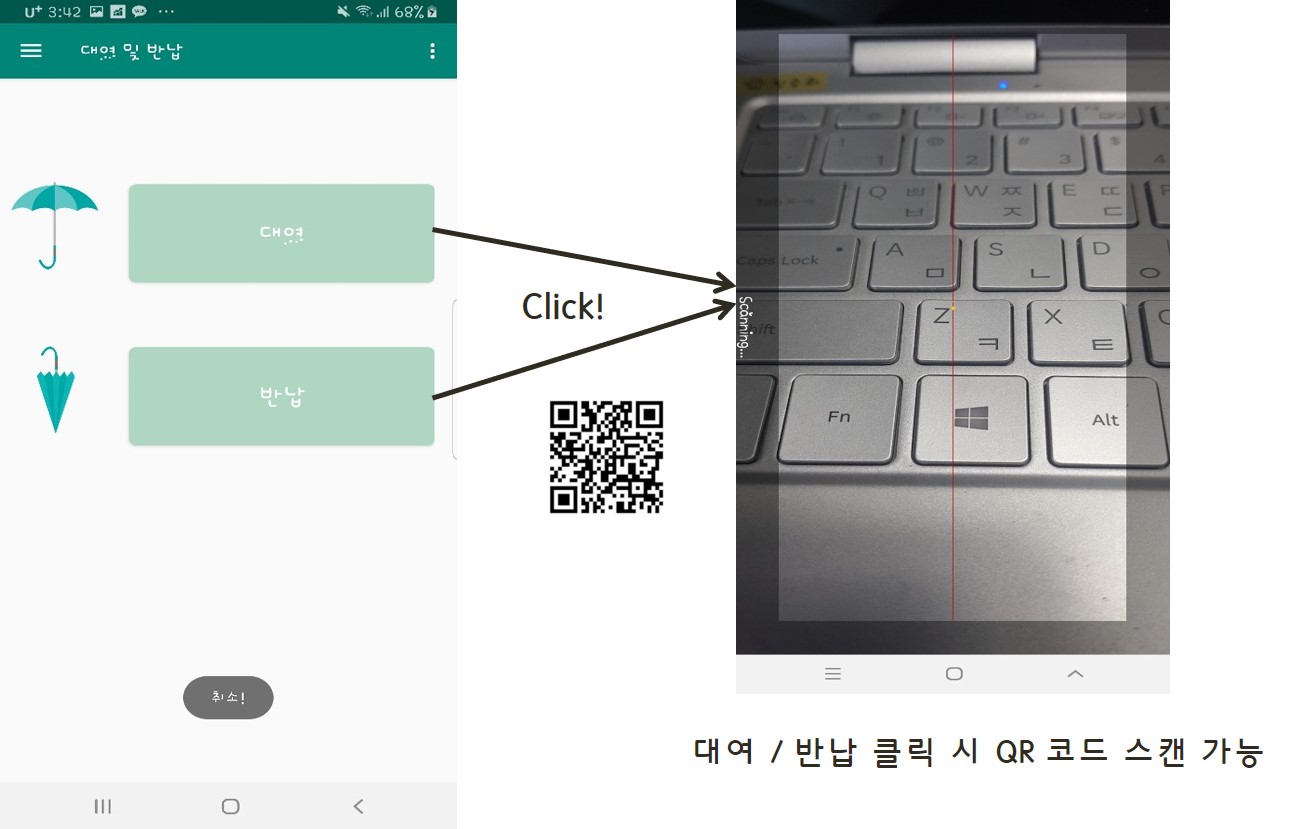 U+ 3:42
68%
대여 및 반납
대여
반납
취소!
Click!
Scanning...
1
2
3
4
Tab
Q ㅃ ㅂ
W ㅉ ㅈ
E ㄸ ㄷ
Caps Lock
A ㅁ
S ㄴ
D ㅇ
Shift
Z ㅋ
X ㅌ
Fn
Alt
대여 / 반납 클릭 시 QR 코드 스캔 가능